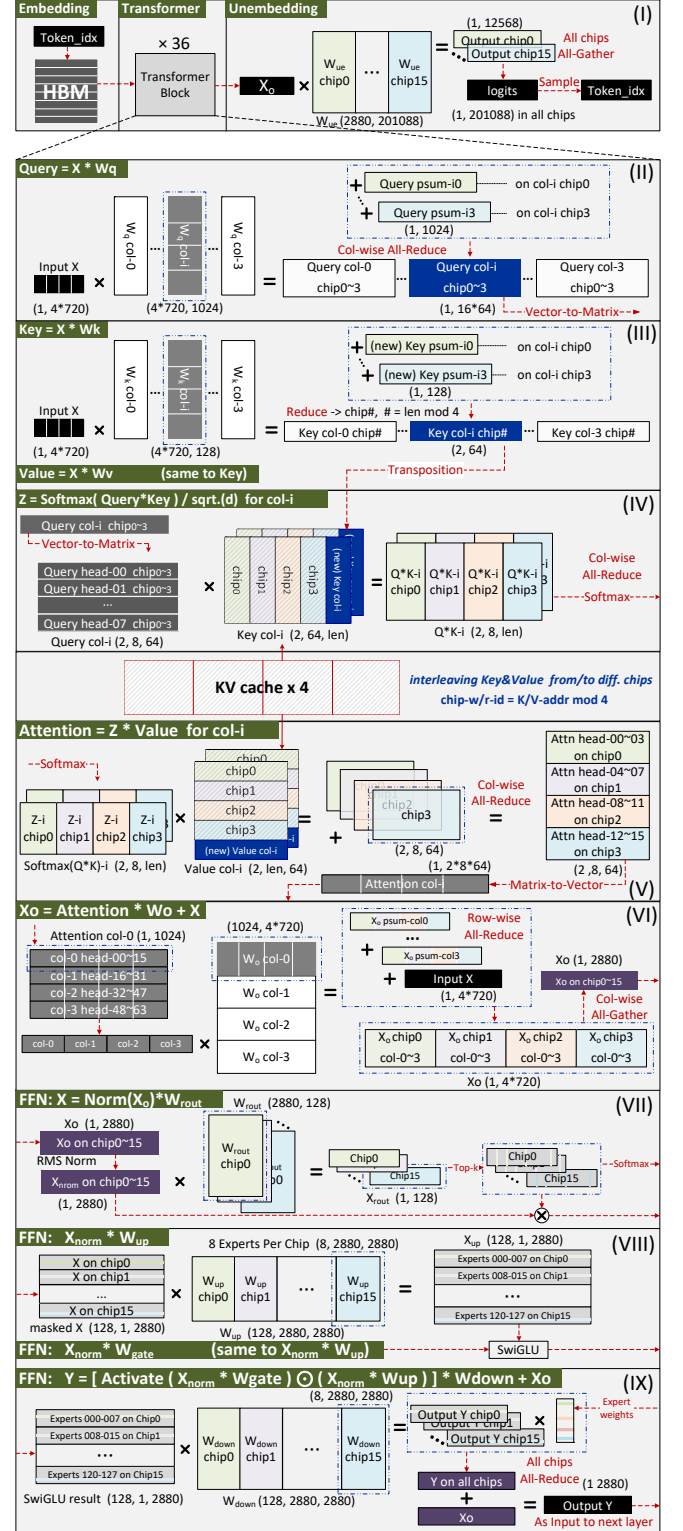 Embedding
Transformer
Unembedding
(I)
Token_idx
HBM
× 36
Transformer
Block
Xo
×
Wue
chip0
...
Wue
chip15
=
Wue (2880, 201088)
(1, 12568)
Output chip0
Output chip15
All chips
All-Gather
logits
Sample
Token_idx
(1, 201088) in all chips
Query = X * Wq
(II)
Input X
(1, 4*720)
×
Wq col-0
...
Wq col-i
...
Wq col-3
(4*720, 1024)
=
+ Query psum-i0
on col-i chip0
+ Query psum-i3
on col-i chip3
(1, 1024)
Col-wise All-Reduce
Query col-0
chip0~3
...
Query col-i
chip0~3
...
Query col-3
chip0~3
(1, 16*64)
Vector-to-Matrix
Key = X * Wk
(III)
Input X
(1, 4*720)
×
Wk col-0
...
Wk col-i
...
Wk col-3
(4*720, 128)
=
+ (new) Key psum-i0
on col-i chip0
+ (new) Key psum-i3
on col-i chip3
(1, 128)
Reduce -> chip#, # = len mod 4
Key col-0 chip#
...
Key col-i chip#
...
Key col-3 chip#
(2, 64)
Value = X * Wv (same to Key)
Transposition
Z = Softmax( Query*Key ) / sqrt.(d) for col-i
(IV)
Query col-i chip0~3
Vector-to-Matrix
Query head-00 chip0~3
Query head-01 chip0~3
...
Query head-07 chip0~3
Query col-i (2, 8, 64)
×
chip0
chip1
chip2
chip3
(new) Key col-i
Key col-i (2, 64, len)
=
Q*K-i
chip0
Q*K-i
chip1
Q*K-i
chip2
Q*K-i
chip3
Q*K-i (2, 8, len)
Col-wise
All-Reduce
Softmax
KV cache x 4
interleaving Key&Value from/to diff. chips
chip-w/r-id = K/V-addr mod 4
Attention = Z * Value for col-i
Softmax
Z-i
chip0
Z-i
chip1
Z-i
chip2
Z-i
chip3
Softmax(Q*K)-i (2, 8, len)
×
chip0
chip0
chip1
chip2
chip3
(new) Value col-i
Value col-i (2, len, 64)
=
+
chip1
chip2
chip3
(2, 8, 64)
Col-wise
All-Reduce
=
Attn head-00~03
on chip0
Attn head-04~07
on chip1
Attn head-08~11
on chip2
Attn head-12~15
on chip3
(2 ,8, 64)
(1, 2*8*64)
Attention col-i
Matrix-to-Vector
(V)
Xo = Attention * Wo + X
(VI)
Attention col-0 (1, 1024)
col-0 head-00~15
col-1 head-16~31
col-2 head-32~47
col-3 head-48~63
col-0
col-1
col-2
col-3
×
(1024, 4*720)
Wo col-0
Wo col-1
Wo col-2
Wo col-3
=
Xo psum-col0
...
+
Xo psum-col3
+
Input X
(1, 4*720)
Row-wise
All-Reduce
Xo (1, 2880)
Xo on chip0~15
Col-wise
All-Gather
Xo chip0
col-0~3
Xo chip1
col-0~3
Xo chip2
col-0~3
Xo chip3
col-0~3
Xo (1, 4*720)
FFN: X = Norm(Xo)*Wrout
(VII)
Xo (1, 2880)
Xo on chip0~15
RMS Norm
Xnrom on chip0~15
(1, 2880)
×
Wrout (2880, 128)
Wrout
chip0
=
Chip0
Chip15
Xrout (1, 128)
Top-k
Chip0
Chip15
Softmax
⊗
FFN: Xnorm * Wup
(VIII)
X on chip0
X on chip1
...
X on chip15
masked X (128, 1, 2880)
×
8 Experts Per Chip (8, 2880, 2880)
Wup
chip0
Wup
chip1
...
Wup
chip15
Wup (128, 2880, 2880)
=
Xup (128, 1, 2880)
Experts 000-007 on Chip0
Experts 008-015 on Chip1
...
Experts 120-127 on Chip15
FFN: Xnorm * Wgate (same to Xnorm * Wup)
SwiGLU
FFN: Y = [ Activate ( Xnorm * Wgate ) ⊙ ( Xnorm * Wup ) ] * Wdown + Xo
(IX)
Experts 000-007 on Chip0
Experts 008-015 on Chip1
...
Experts 120-127 on Chip15
SwiGLU result (128, 1, 2880)
×
(8, 2880, 2880)
Wdown
chip0
Wdown
chip1
...
Wdown
chip15
Wdown (128, 2880, 2880)
=
Output Y chip0
Output Y chip1
Output Y chip15
×
Expert
weights
All chips
All-Reduce
Y on all chips
+
Xo
=
(1 2880)
Output Y
As Input to next layer